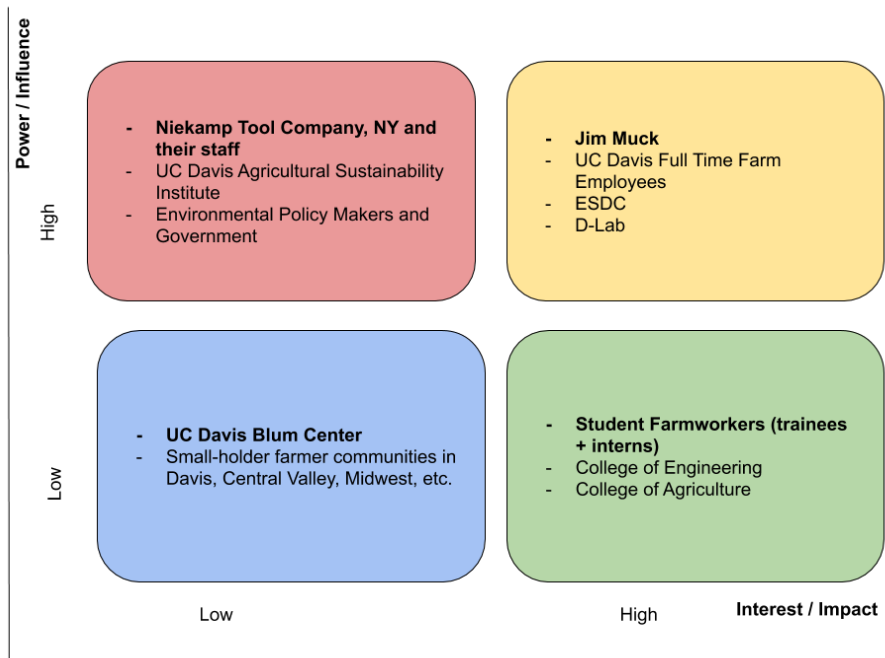 Power / Influence
High
- Niekamp Tool Company, NY and
their staff
- UC Davis Agricultural Sustainability
Institute
- Environmental Policy Makers and
Government
- Jim Muck
- UC Davis Full Time Farm
Employees
- ESDC
- D-Lab
Low
- UC Davis Blum Center
- Small-holder farmer communities in
Davis, Central Valley, Midwest, etc.
- Student Farmworkers (trainees
+ interns)
- College of Engineering
- College of Agriculture
Low
High
Interest / Impact